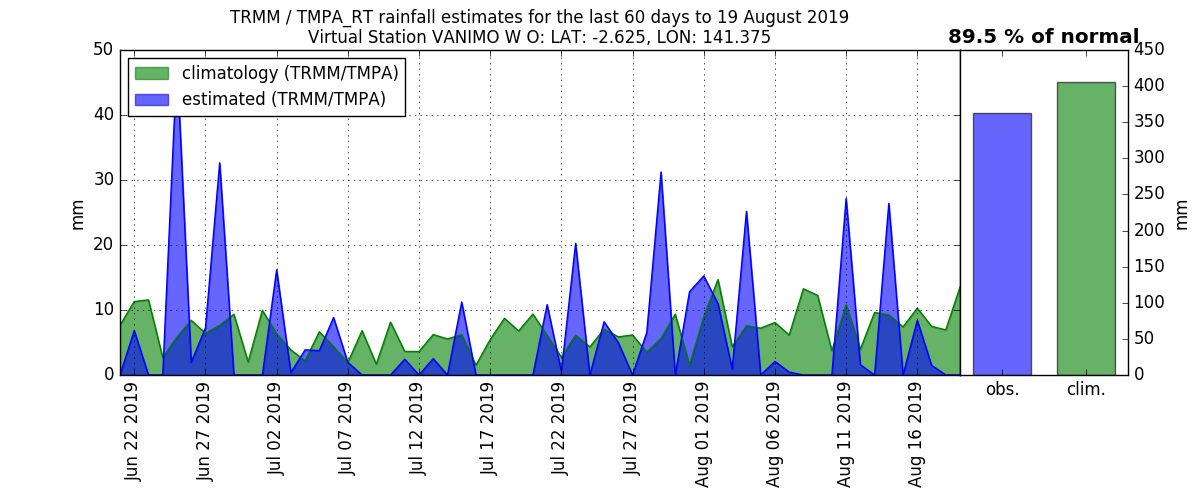 TRMM / TMPA_RT rainfall estimates for the last 60 days to 19 August 2019
Virtual Station VANIMO W O: LAT: -2.625, LON: 141.375
89.5 % of normal
climatology (TRMM/TMPA)
estimated (TRMM/TMPA)
50
40
30
20
10
0
mm
Jun 22 2019
Jun 27 2019
Jul 02 2019
Jul 07 2019
Jul 12 2019
Jul 17 2019
Jul 22 2019
Jul 27 2019
Aug 01 2019
Aug 06 2019
Aug 11 2019
Aug 16 2019
obs.
clim.
450
400
350
300
250
200
150
100
50
0
mm